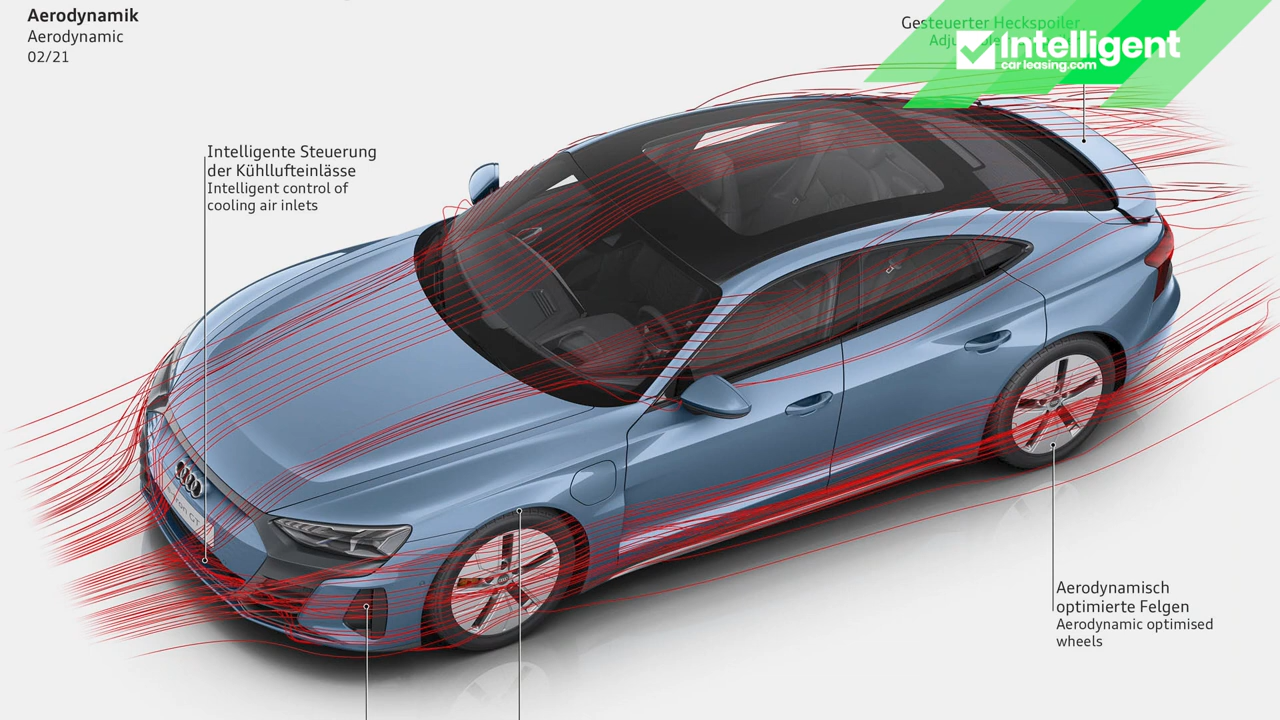 Aerodynamik
Aerodynamic
02/21
Gesteuerter Heckspoiler
Intelligent
carleasing.com
Intelligente Steuerung
der Kühllufteinlässe
Intelligent control of
cooling air inlets
Aerodynamisch
optimierte Felgen
Aerodynamic optimised
wheels